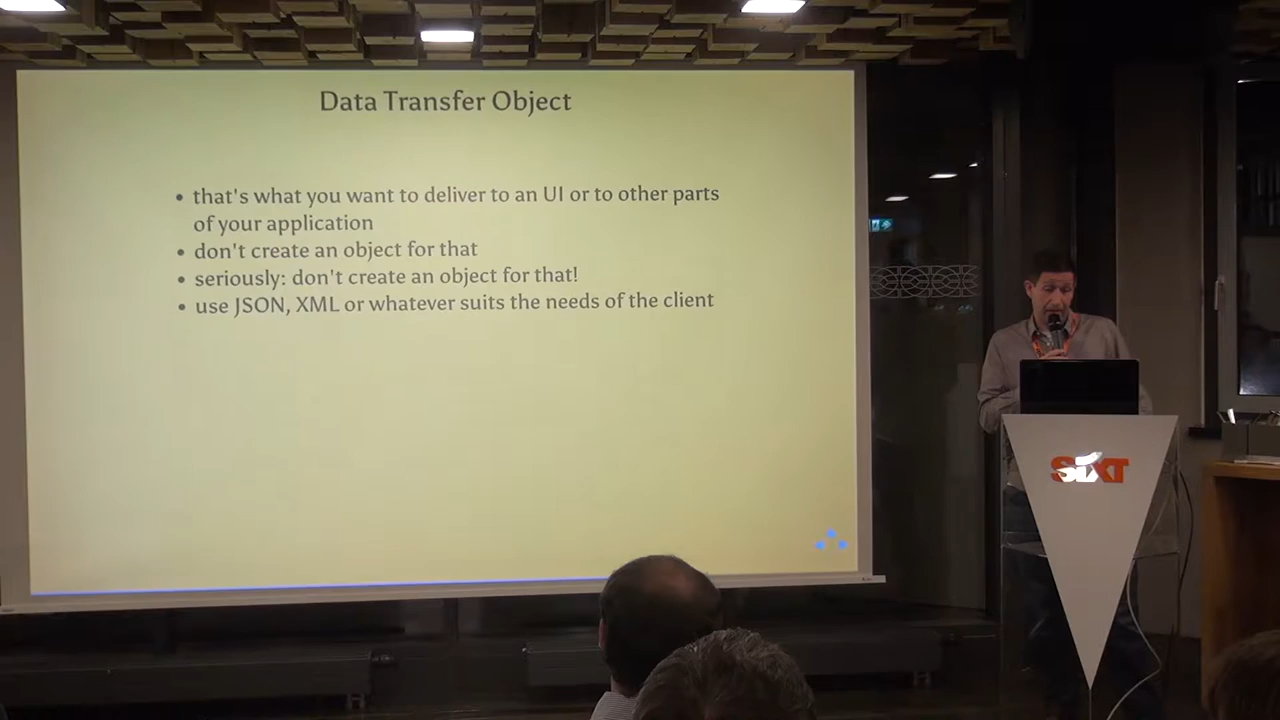 Data Transfer Object
• that's what you want to deliver to an UI or to other parts
of your application
• don't create an object for that
• seriously: don't create an object for that!
• use JSON, XML or whatever suits the needs of the client
SIXT